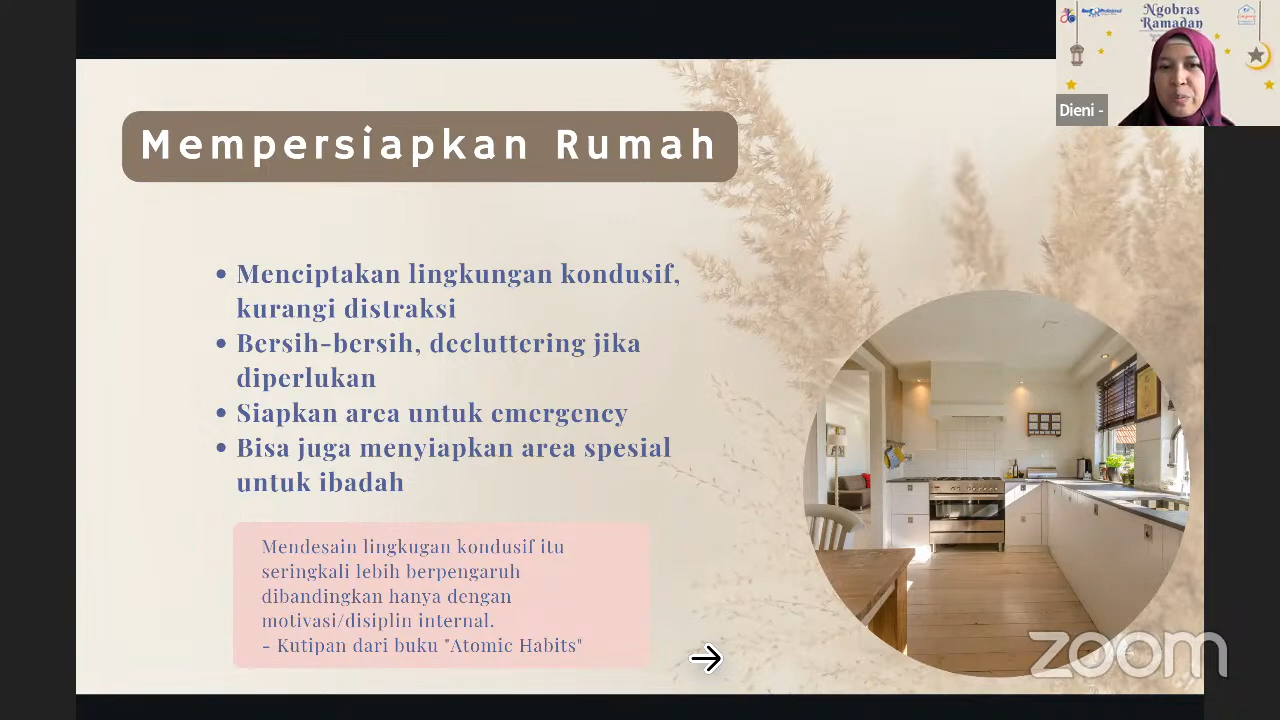 Ngobras
Ramadan
Dieni -
Mempersiapkan Rumah
• Menciptakan lingkungan kondusif,
kurangi distraksi
• Bersih-bersih, decluttering jika
diperlukan
• Siapkan area untuk emergency
• Bisa juga menyiapkan area spesial
untuk ibadah
Mendesain lingkugan kondusif itu
seringkali lebih berpengaruh
dibandingkan hanya dengan
motivasi/disiplin internal.
- Kutipan dari buku "Atomic Habits"
zoom